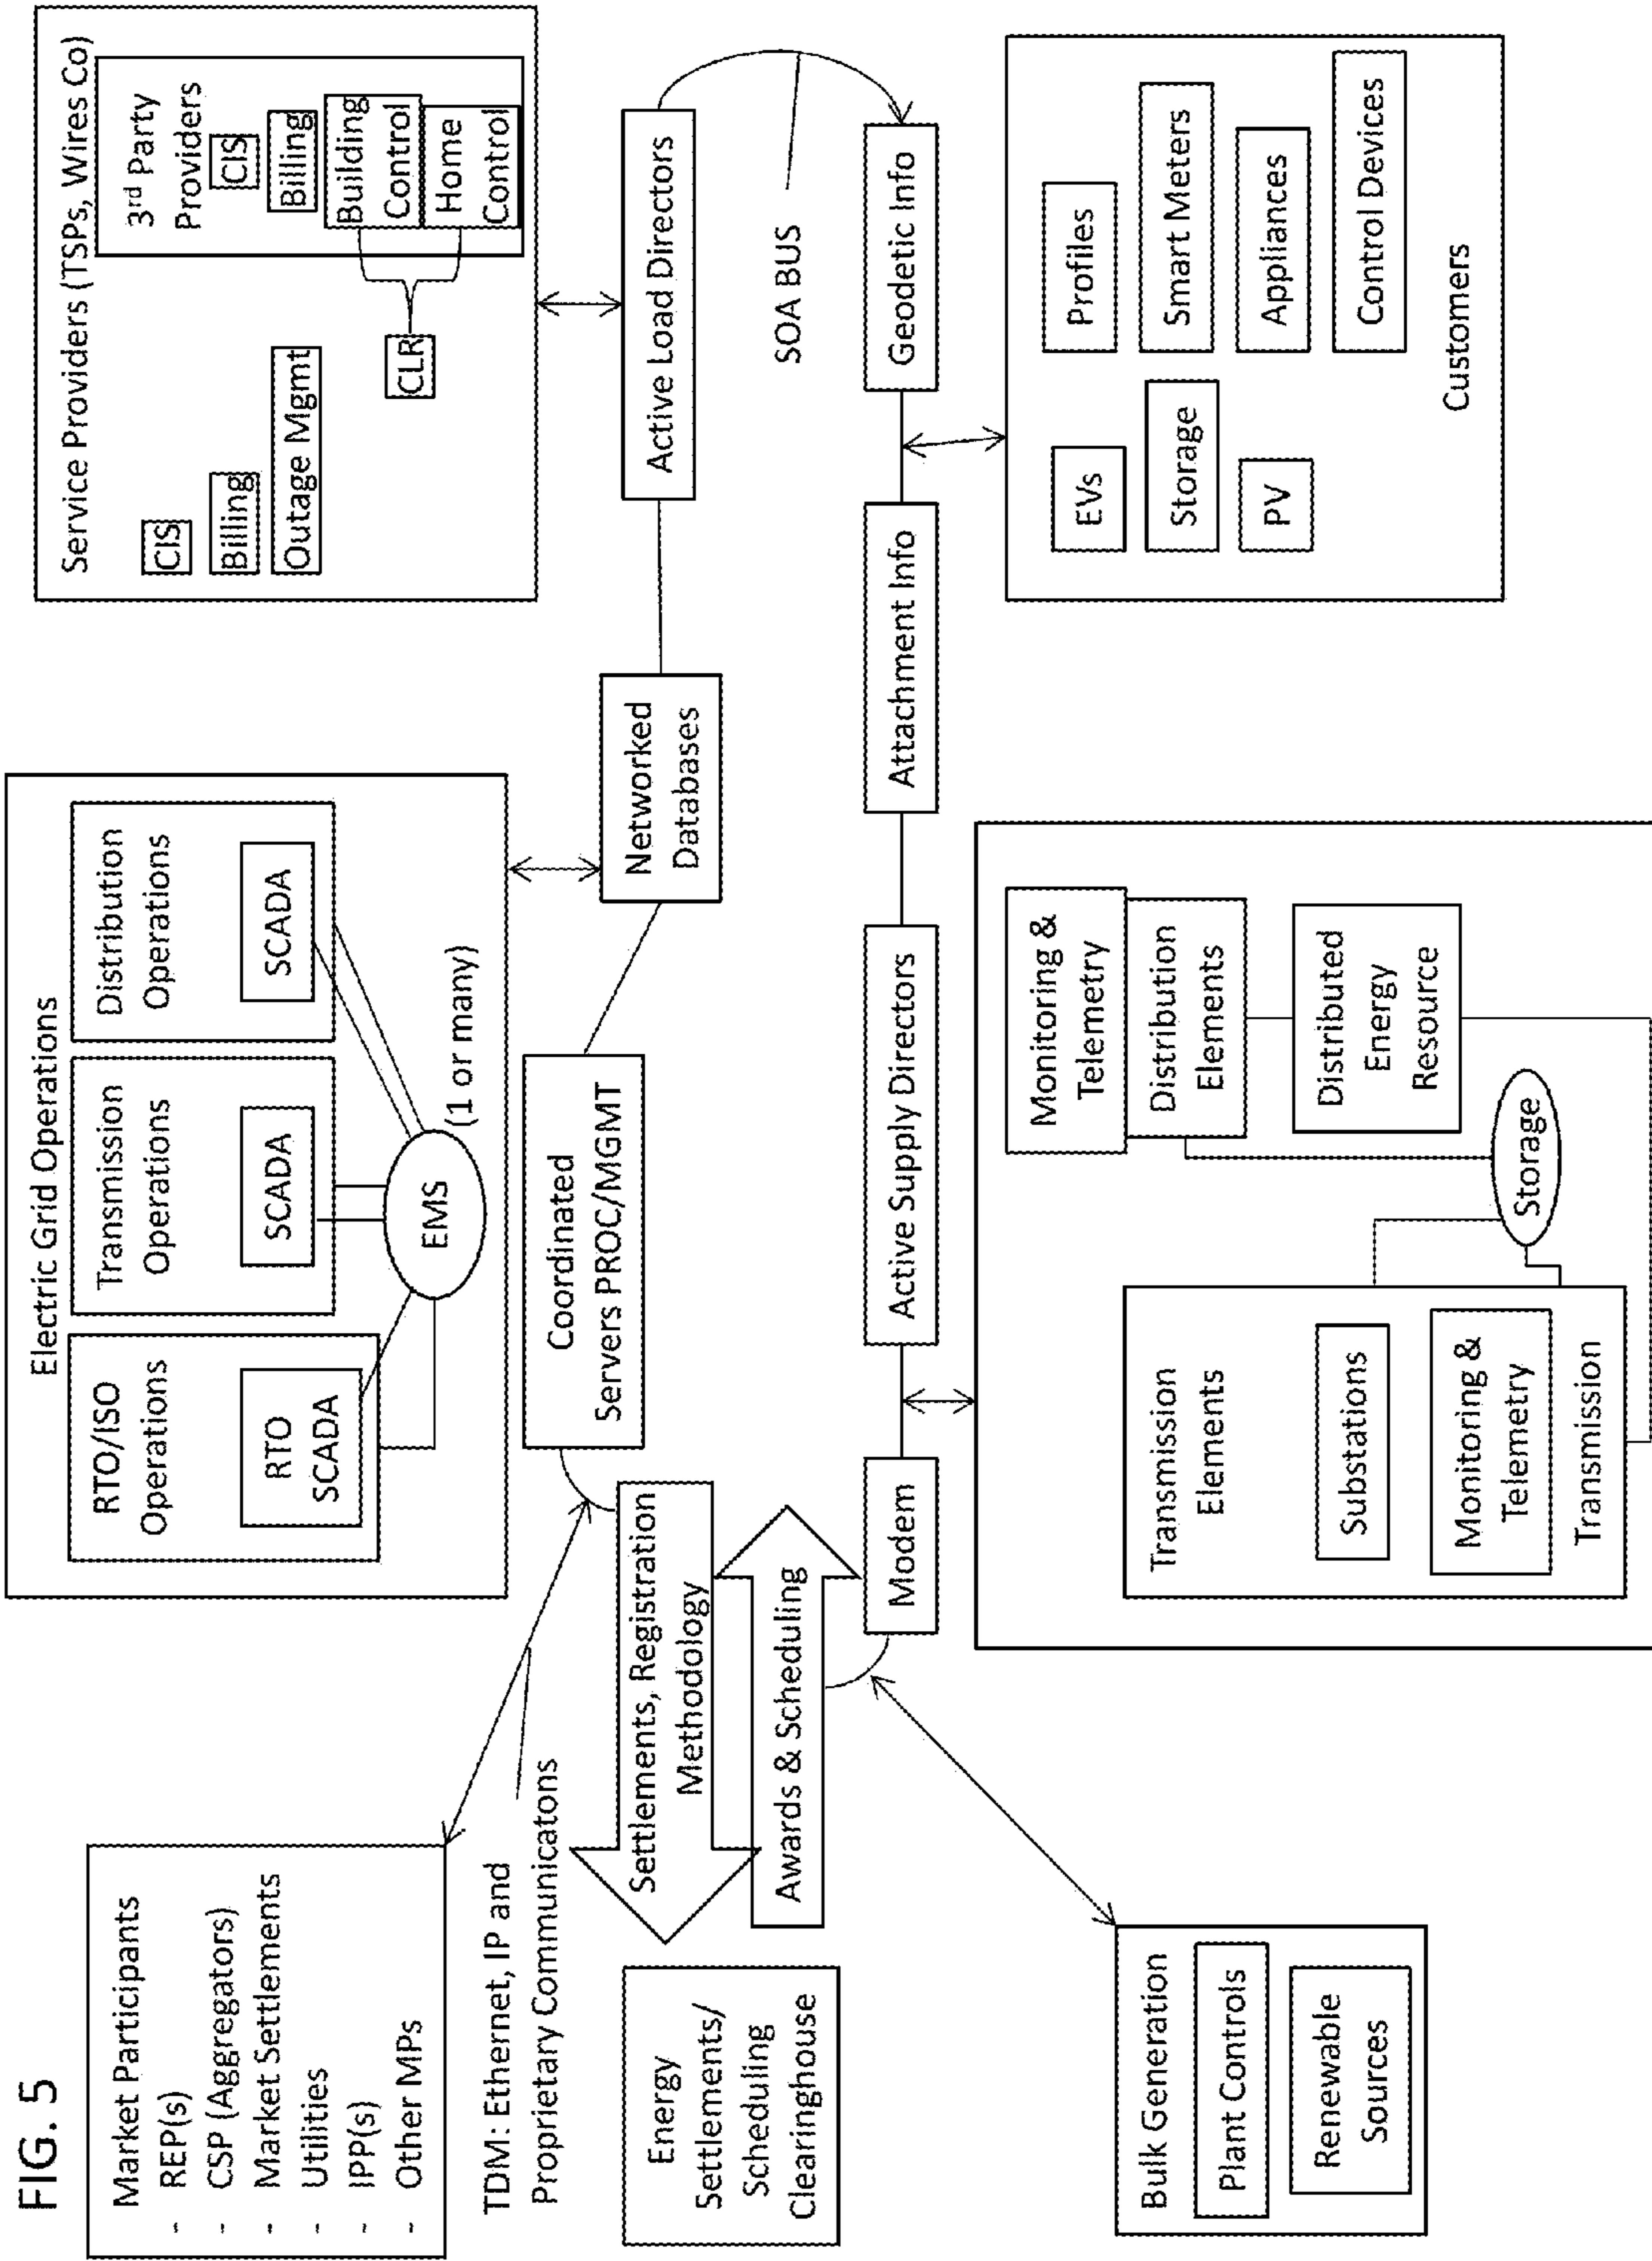 FIG. 5
Market Participants
- REP(s)
- CSP (Aggregators)
- Market Settlements
- Utilities
- IPP(s)
- Other MPs
TDM: Ethernet, IP and
Proprietary Communicatons
Energy
Settlements/
Scheduling
Clearinghouse
Settlements, Registration
Methodology
Awards & Scheduling
Bulk Generation
Plant Controls
Renewable
Sources
Electric Grid Operations
RTO/ISO
Operations
RTO
SCADA
Transmission
Operations
SCADA
Distribution
Operations
SCADA
EMS
(1 or many)
Coordinated
Servers PROC/MGMT
Networked
Databases
Active Load Directors
Service Providers (TSPs, Wires Co)
CIS
Billing
Outage Mgmt
CLR
3rd Party
Providers
CIS
Billing
Building
Control
Home
Control
SOA BUS
Modem
Active Supply Directors
Attachment Info
Geodetic Info
Transmission
Elements
Substations
Monitoring &
Telemetry
Transmission
Storage
Monitoring &
Telemetry
Distribution
Elements
Distributed
Energy
Resource
EVs
Storage
PV
Profiles
Smart Meters
Appliances
Control Devices
Customers